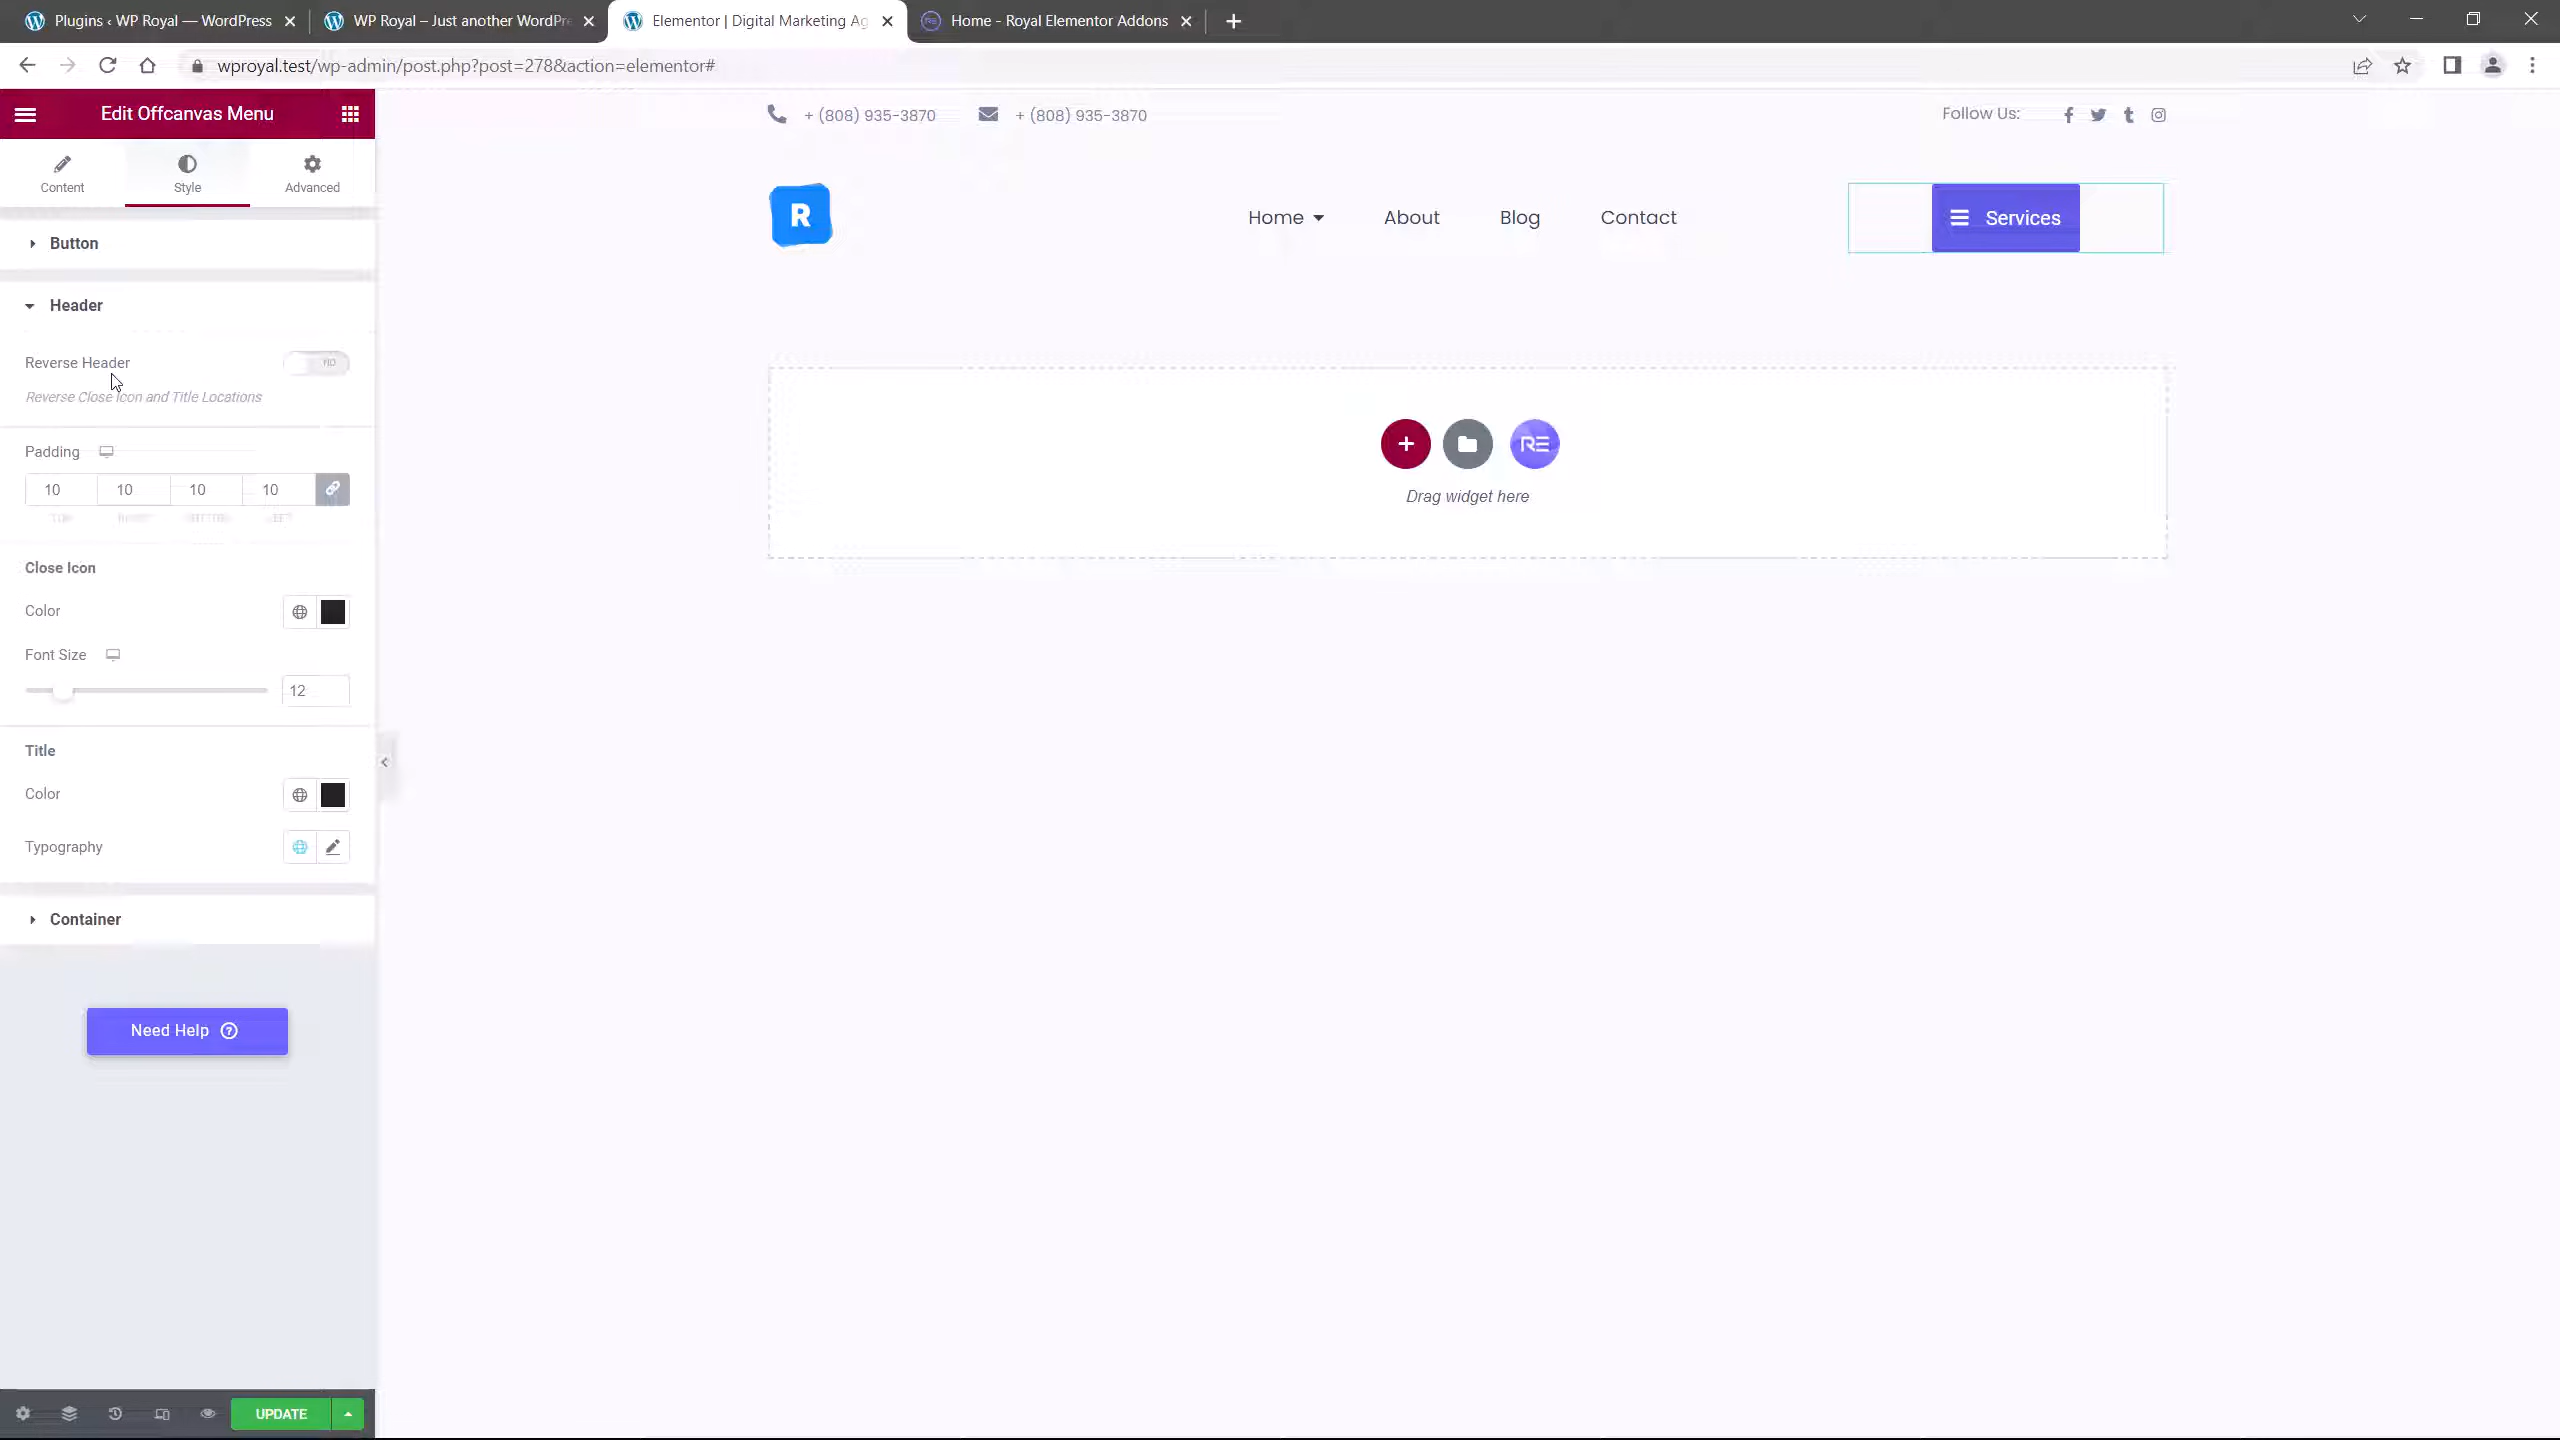 Plugins ‹ WP Royal — WordPress
WP Royal – Just another WordPre
Elementor | Digital Marketing Ag
Home - Royal Elementor Addons
wproyal.test/wp-admin/post.php?post=278&action=elementor#
Edit Offcanvas Menu
+ (808) 935-3870
+ (808) 935-3870
Follow Us:
Content
Style
Advanced
R
Home
About
Blog
Contact
Services
Button
Header
Reverse Header
NO
Reverse Close Icon and Title Locations
Padding
10
10
10
10
Drag widget here
Close Icon
Color
Font Size
12
Title
Color
Typography
Container
Need Help
UPDATE